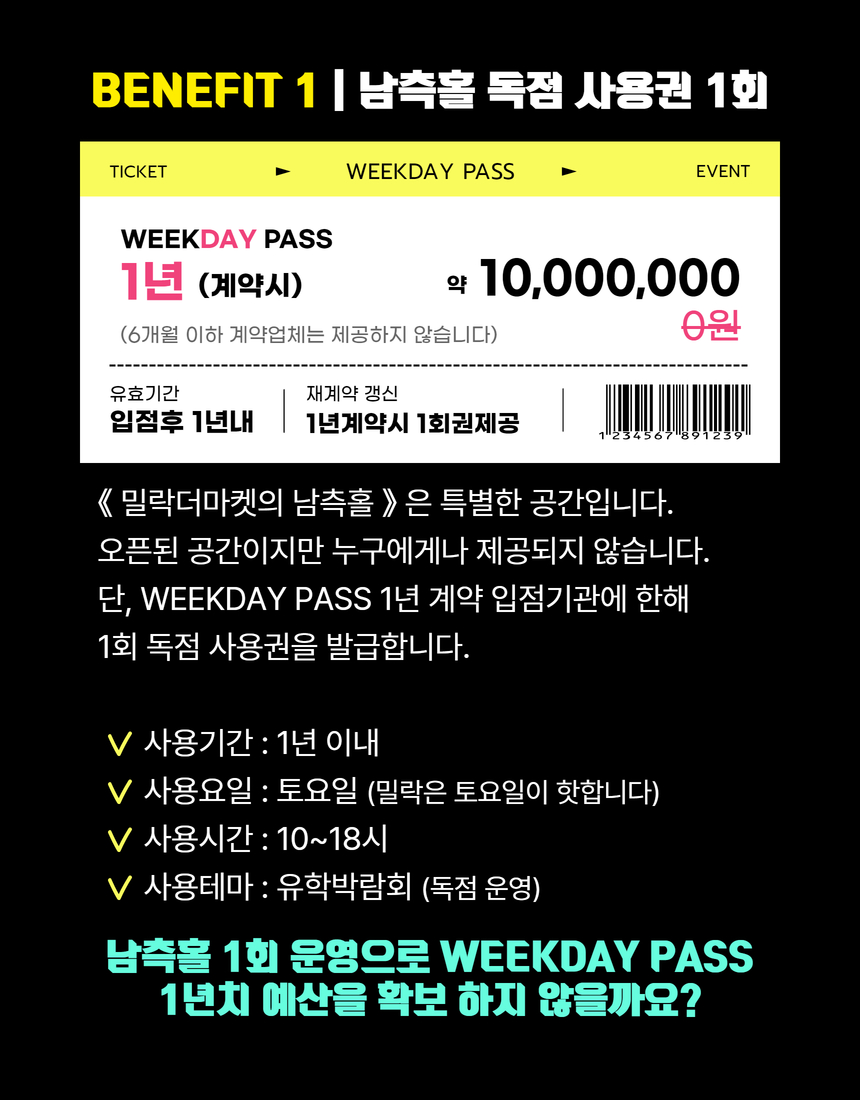 BENEFIT 1 | 남측홀 독점 사용권 1회
TICKET ► WEEKDAY PASS ► EVENT
WEEKDAY PASS
1년 (계약시) 약 10,000,000
0원
(6개월 이하 계약업체는 제공하지 않습니다)
유효기간 재계약 갱신
입점후 1년내 1년계약시 1회권제공
1 234567 891239
《 밀락더마켓의 남측홀 》 은 특별한 공간입니다.
오픈된 공간이지만 누구에게나 제공되지 않습니다.
단, WEEKDAY PASS 1년 계약 입점기관에 한해
1회 독점 사용권을 발급합니다.
V 사용기간 : 1년 이내
V 사용요일 : 토요일 (밀락은 토요일이 핫합니다)
V 사용시간 : 10~18시
V 사용테마 : 유학박람회 (독점 운영)
남측홀 1회 운영으로 WEEKDAY PASS
1년치 예산을 확보 하지 않을까요?